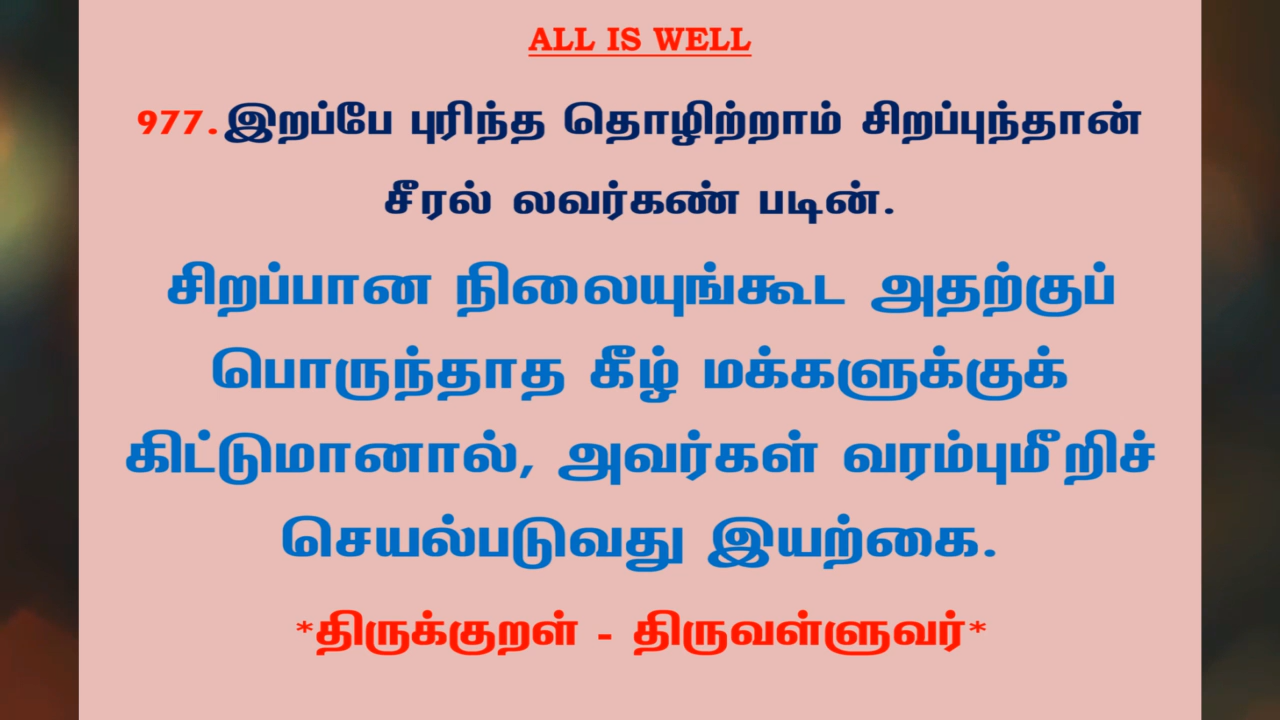 ALL IS WELL
977.இறப்பே புரிந்த தொழிற்றாம் சிறப்புந்தான்
சீரல் லவர்கண் படின்.
சிறப்பான நிலையுங்கூட அதற்குப்
பொருந்தாத கீழ் மக்களுக்குக்
கிட்டுமானால், அவர்கள் வரம்புமீறிச்
செயல்படுவது இயற்கை.
*திருக்குறள் - திருவள்ளுவர்*